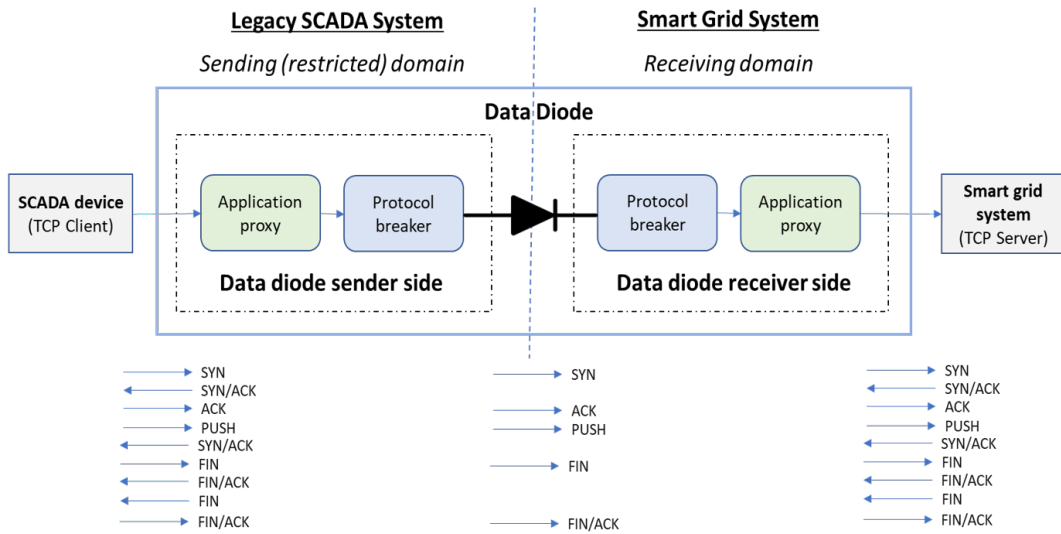 Legacy SCADA System
Smart Grid System
Sending (restricted) domain
Receiving domain
Data Diode
SCADA device
(TCP Client)
Application
proxy
Protocol
breaker
Protocol
breaker
Application
proxy
Smart grid
system
(TCP Server)
Data diode sender side
Data diode receiver side
SYN
SYN/ACK
ACK
PUSH
SYN/ACK
FIN
FIN/ACK
FIN
FIN/ACK
SYN
ACK
PUSH
FIN
FIN/ACK
SYN
SYN/ACK
ACK
PUSH
SYN/ACK
FIN
FIN/ACK
FIN
FIN/ACK